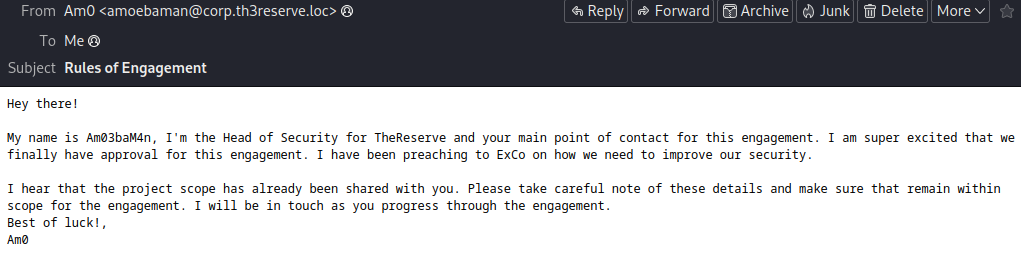 From Am0 <amoebaman@corp.th3reserve.loc> Reply Forward Archive Junk Delete More
To Me
Subject Rules of Engagement
Hey there!
My name is Am03baM4n, I'm the Head of Security for TheReserve and your main point of contact for this engagement. I am super excited that we
finally have approval for this engagement. I have been preaching to ExCo on how we need to improve our security.
I hear that the project scope has already been shared with you. Please take careful note of these details and make sure that remain within
scope for the engagement. I will be in touch as you progress through the engagement.
Best of luck!,
Am0